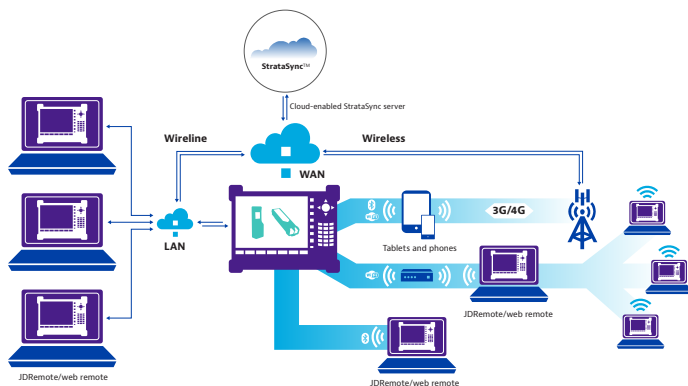 StrataSync™
Cloud-enabled StrataSync server
Wireline
Wireless
WAN
LAN
3G/4G
Tablets and phones
JDRemote/web remote
JDRemote/web remote
JDRemote/web remote